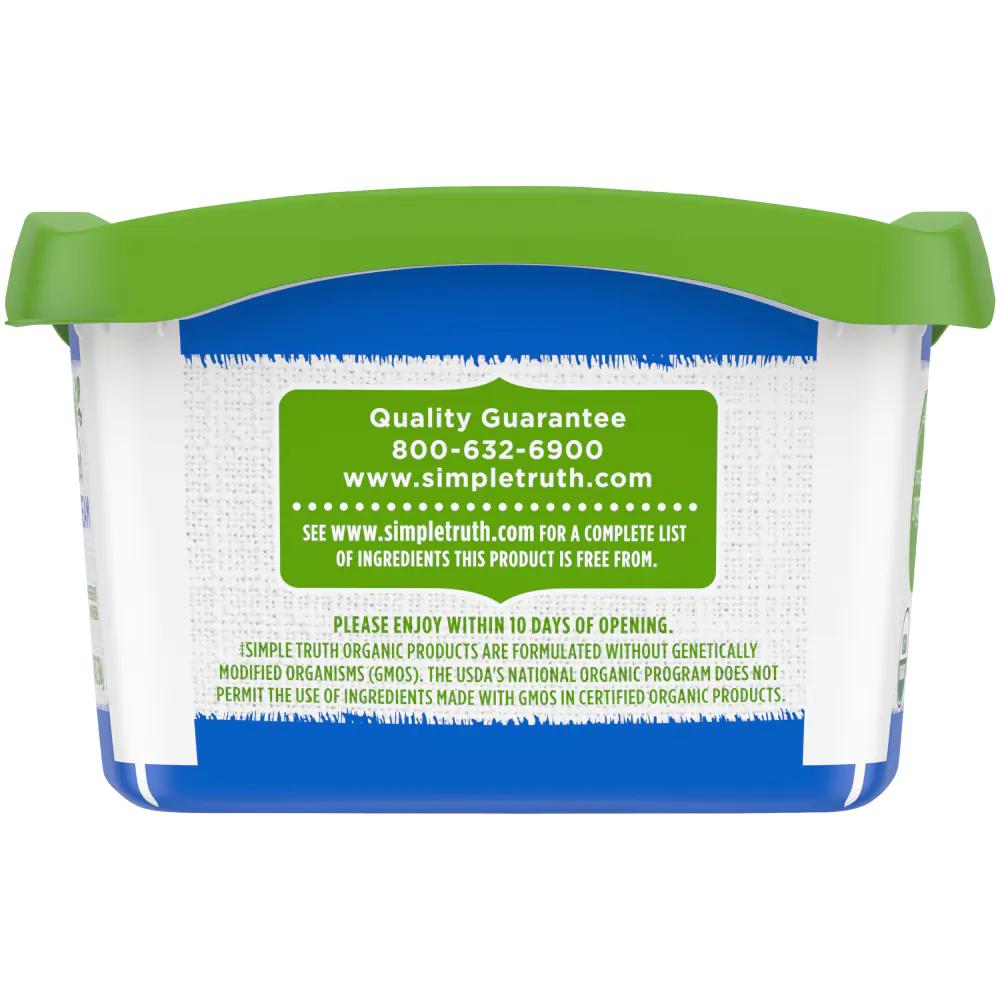 Quality Guarantee
800-632-6900
www.simpletruth.com
SEE www.simpletruth.com FOR A COMPLETE LIST
OF INGREDIENTS THIS PRODUCT IS FREE FROM.
PLEASE ENJOY WITHIN 10 DAYS OF OPENING.
‡SIMPLE TRUTH ORGANIC PRODUCTS ARE FORMULATED WITHOUT GENETICALLY
MODIFIED ORGANISMS (GMOS). THE USDA'S NATIONAL ORGANIC PROGRAM DOES NOT
PERMIT THE USE OF INGREDIENTS MADE WITH GMOS IN CERTIFIED ORGANIC PRODUCTS.